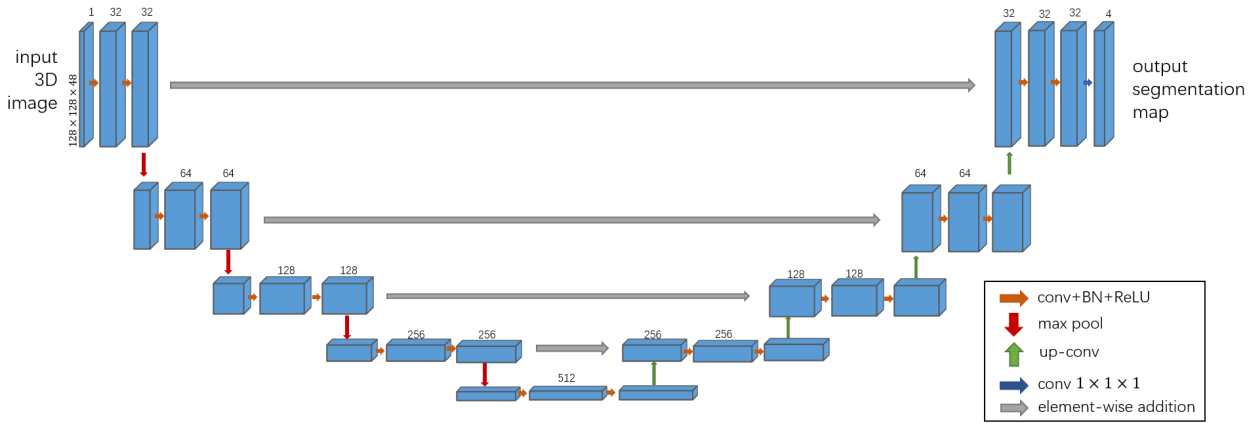 1 32 32
input
3D
image
128 × 128 × 48
32 32 32 4
output
segmentation
map
64 64
64 64
128 128
128 128
256 256
256 256
512
conv+BN+ReLU
max pool
up-conv
conv 1 × 1 × 1
element-wise addition